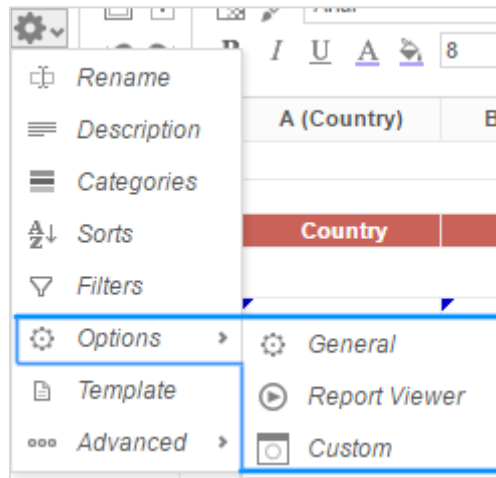 B I U A 8
Rename
Description
A (Country) B
Categories
Sorts
Country
Filters
Options
General
Template
Report Viewer
Advanced
Custom